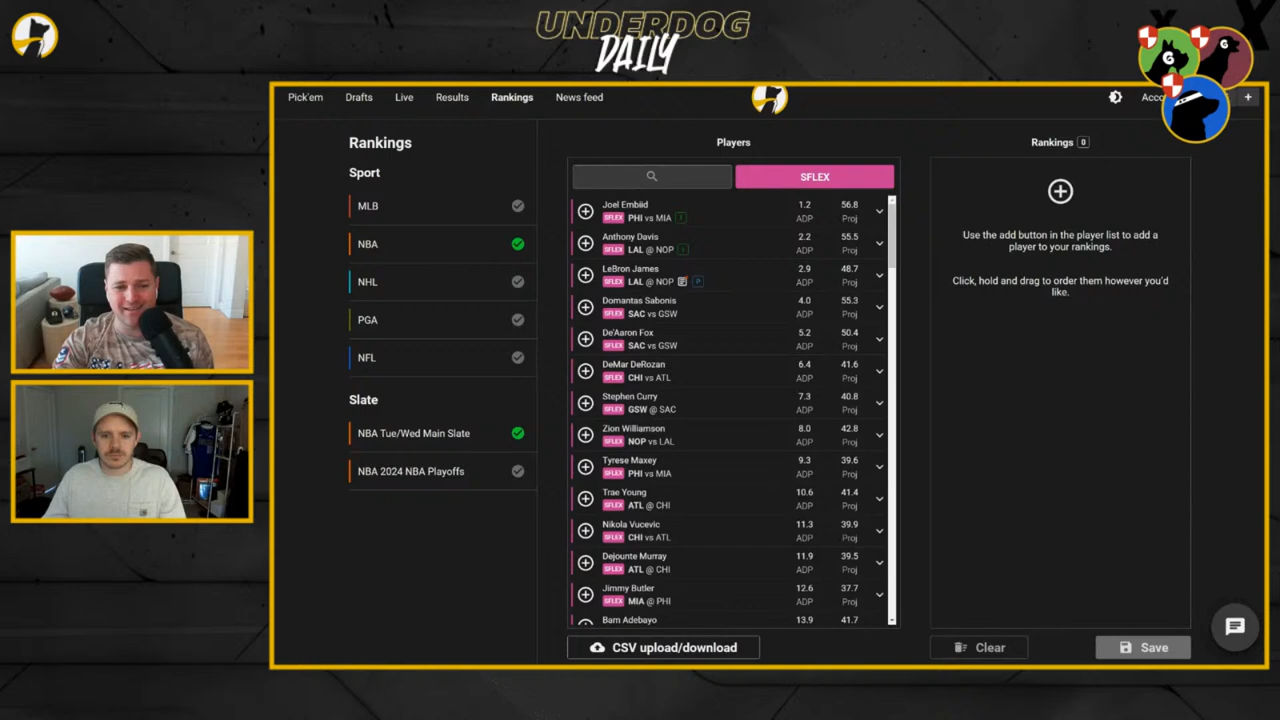 UNDERDOG
DAILY
G
G
Pick'em
Drafts
Live
Results
Rankings
News feed
+
Rankings
Sport
MLB
NBA
NHL
PGA
NFL
Slate
NBA Tue/Wed Main Slate
NBA 2024 NBA Playoffs
Players
SFLEX
Joel Embiid 1.2 56.8
SFLEX PHI vs MIA ADP Proj
Anthony Davis 2.2 55.5
SFLEX LAL @ NOP ADP Proj
LeBron James 2.9 48.7
SFLEX LAL @ NOP P ADP Proj
Domantas Sabonis 4.0 55.3
SFLEX SAC vs GSW ADP Proj
De'Aaron Fox 5.2 50.4
SFLEX SAC vs GSW ADP Proj
DeMar DeRozan 6.4 41.6
SFLEX CHI vs ATL ADP Proj
Stephen Curry 7.3 40.8
SFLEX GSW @ SAC ADP Proj
Zion Williamson 8.0 42.8
SFLEX NOP vs LAL ADP Proj
Tyrese Maxey 9.3 39.6
SFLEX PHI vs MIA ADP Proj
Trae Young 10.6 41.4
SFLEX ATL @ CHI ADP Proj
Nikola Vucevic 11.3 39.9
SFLEX CHI vs ATL ADP Proj
Dejounte Murray 11.9 39.5
SFLEX ATL @ CHI ADP Proj
Jimmy Butler 12.6 37.7
SFLEX MIA @ PHI ADP Proj
Bam Adebayo 13.9 41.7
CSV upload/download
Rankings 0
Use the add button in the player list to add a
player to your rankings.
Click, hold and drag to order them however you'd
like.
Clear
Save